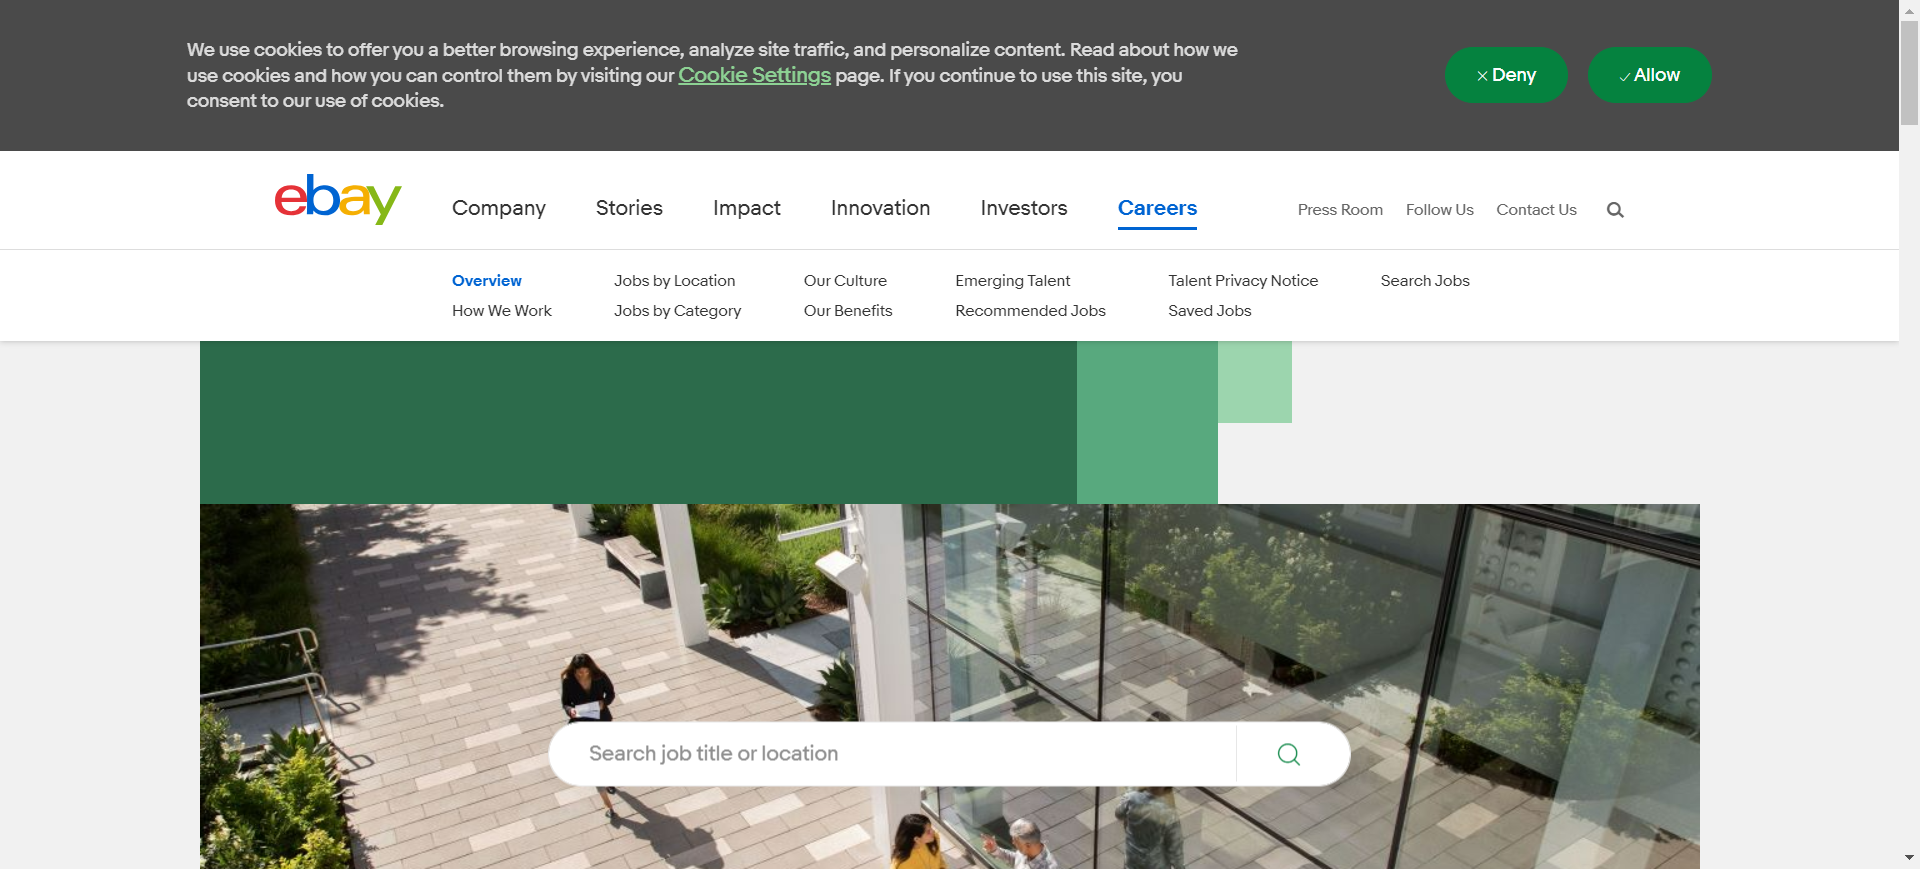 We use cookies to offer you a better browsing experience, analyze site traffic, and personalize content. Read about how we
use cookies and how you can control them by visiting our Cookie Settings page. If you continue to use this site, you
consent to our use of cookies.
Deny
Allow
ebay
Company
Stories
Impact
Innovation
Investors
Careers
Press Room
Follow Us
Contact Us
Overview
Jobs by Location
Our Culture
Emerging Talent
Talent Privacy Notice
Search Jobs
How We Work
Jobs by Category
Our Benefits
Recommended Jobs
Saved Jobs
Search job title or location